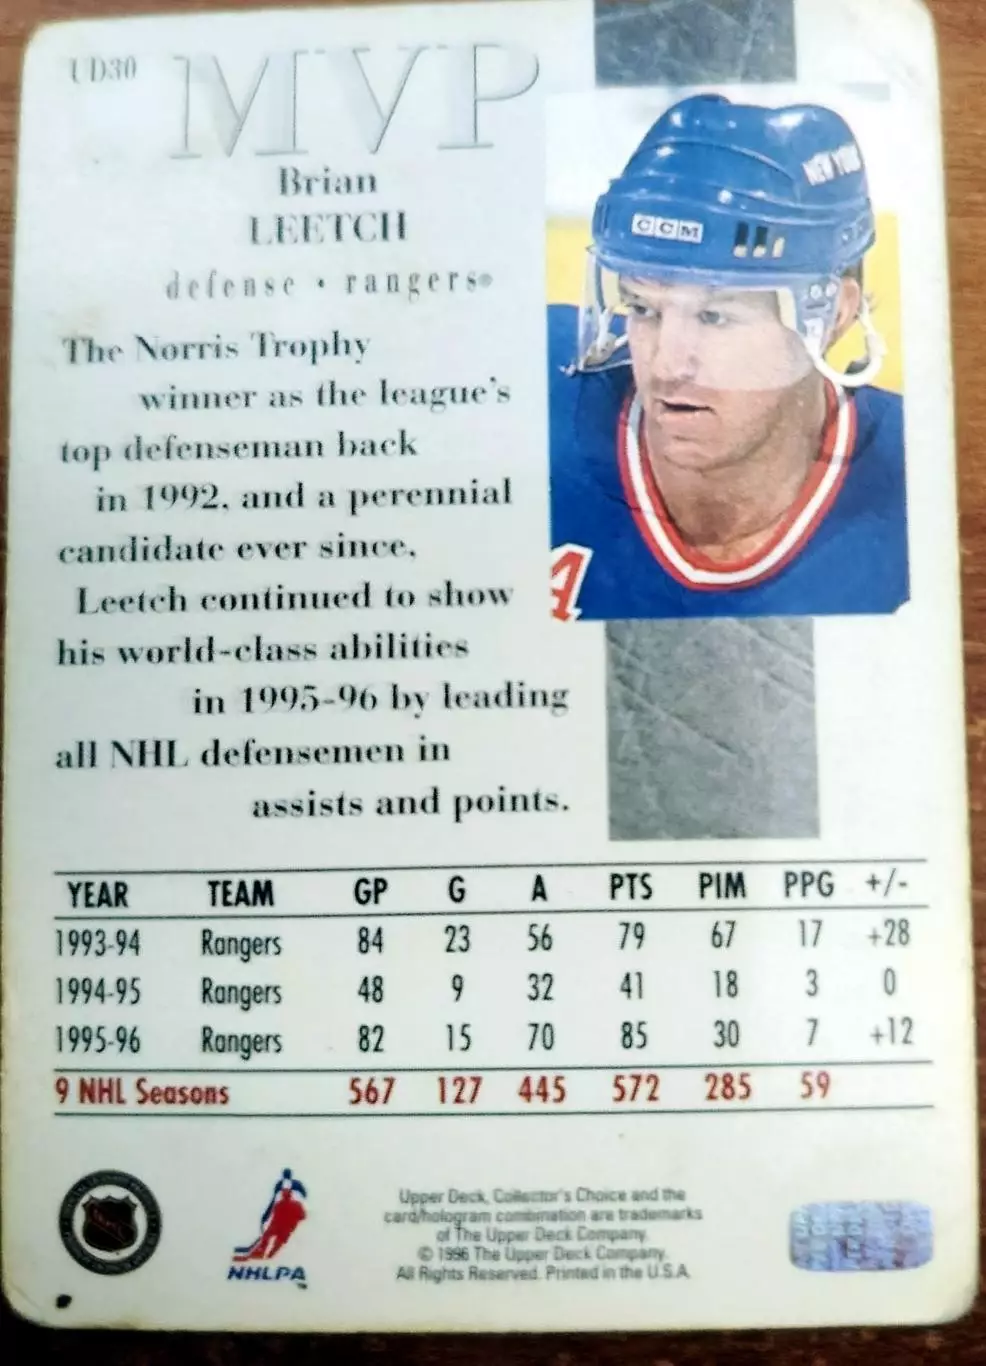 UD30
MVP
Brian
LEETCH
defense • rangers®
The Norris Trophy
winner as the league's
top defenseman back
in 1992, and a perennial
candidate ever since,
Leetch continued to show
his world-class abilities
in 1995-96 by leading
all NHL defensemen in
assists and points.
NEW YORK
CCM
A
YEAR TEAM GP G A PTS PIM PPG +/-
1993-94 Rangers 84 23 56 79 67 17 +28
1994-95 Rangers 48 9 32 41 18 3 0
1995-96 Rangers 82 15 70 85 30 7 +12
9 NHL Seasons 567 127 445 572 285 59
NHL
NHLPA
Upper Deck, Collector's Choice and the
card/hologram combination are trademarks
of The Upper Deck Company.
© 1996 The Upper Deck Company.
All Rights Reserved. Printed in the U.S.A.